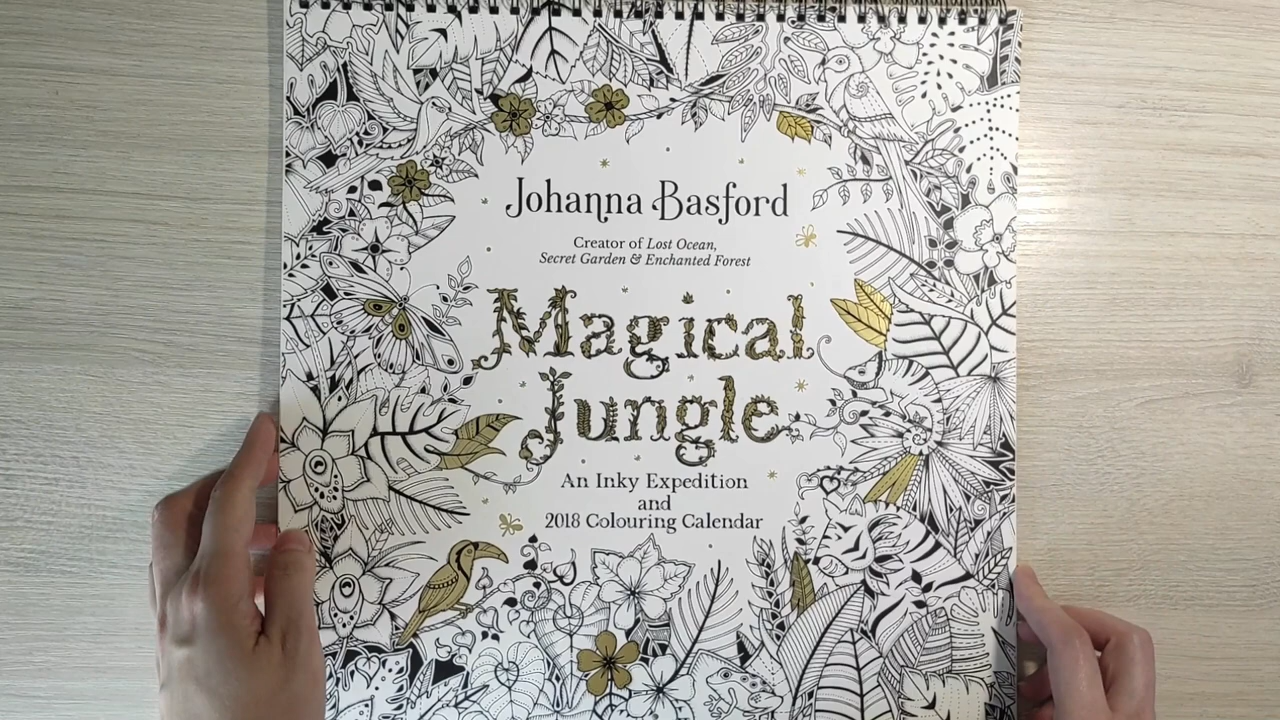 Johanna Basford
Creator of Lost Ocean,
Secret Garden & Enchanted Forest
Magical
Jungle
An Inky Expedition
and
2018 Colouring Calendar